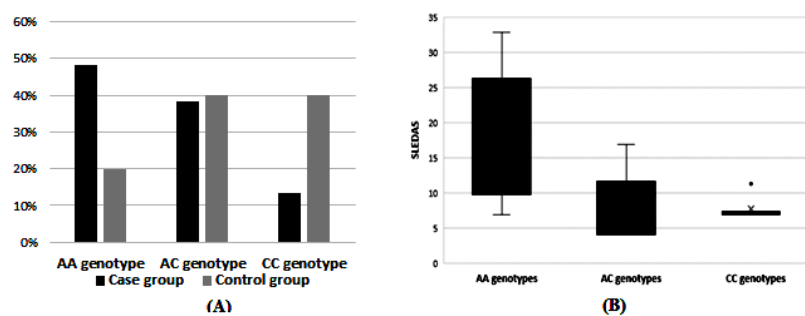 60%
50%
40%
30%
20%
10%
0%
AA genotype AC genotype CC genotype
Case group Control group
(A)
35
30
25
20
15
10
5
0
SLEDAS
AA genotypes AC genotypes CC genotypes
(B)